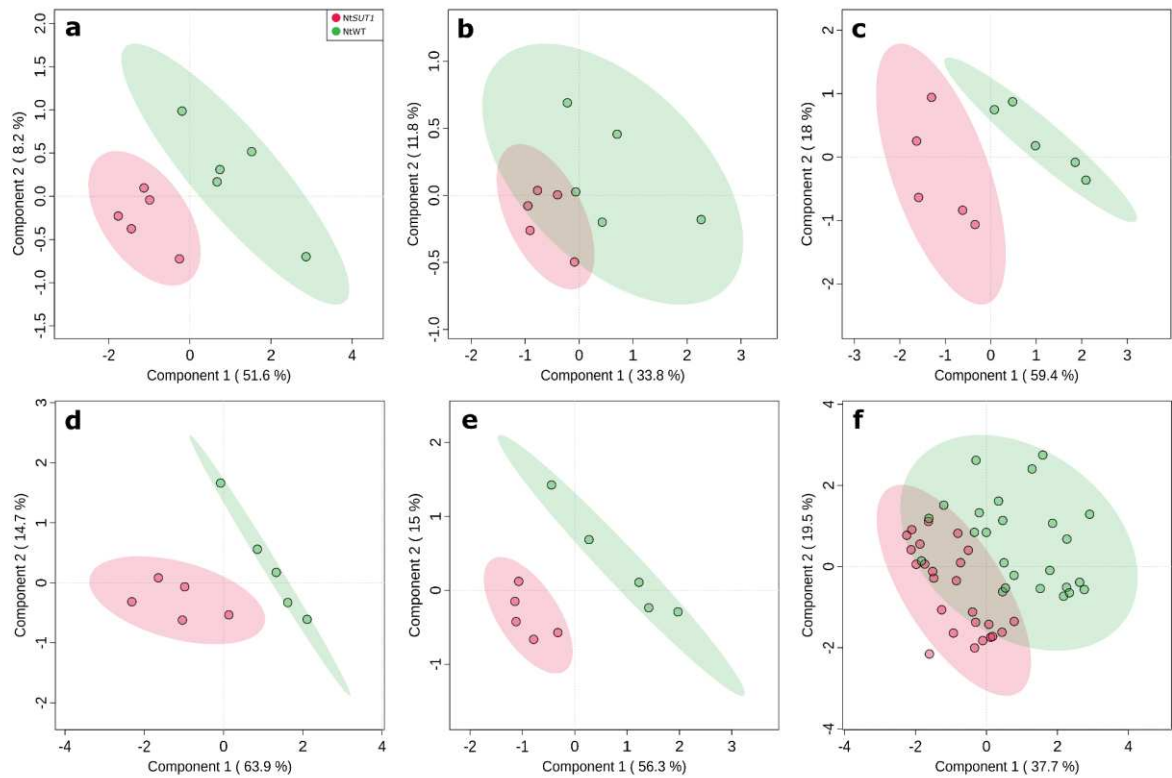 a
NtSUT1
NtWT
2.0
1.5
1.0
0.5
0.0
-0.5
-1.0
-1.5
Component 2 ( 8.2 %)
-2 0 2 4
Component 1 ( 51.6 %)
b
1.0
0.5
0.0
-0.5
-1.0
Component 2 ( 11.8 %)
-2 -1 0 1 2 3
Component 1 ( 33.8 %)
c
2
1
0
-1
-2
Component 2 ( 18 %)
-3 -2 -1 0 1 2 3
Component 1 ( 59.4 %)
d
3
2
1
0
-1
-2
Component 2 ( 14.7 %)
-4 -2 0 2 4
Component 1 ( 63.9 %)
e
2
1
0
-1
Component 2 ( 15 %)
-2 -1 0 1 2 3
Component 1 ( 56.3 %)
f
4
2
0
-2
-4
Component 2 ( 19.5 %)
-4 -2 0 2 4
Component 1 ( 37.7 %)